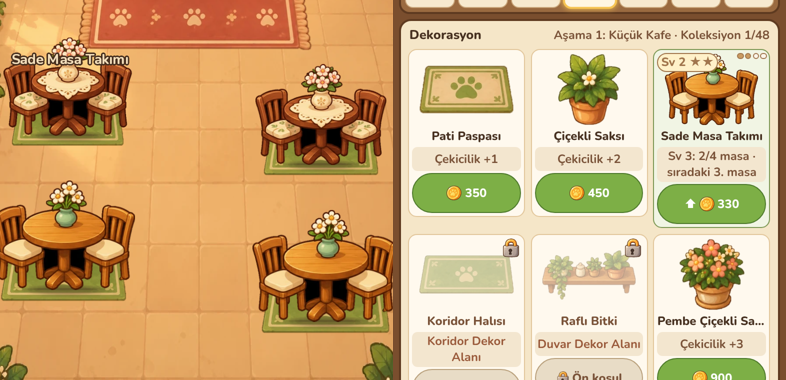 Sade Masa Takımı
Dekorasyon
Aşama 1: Küçük Kafe · Koleksiyon 1/48
Pati Paspası
Çekicilik +1
350
Çiçekli Saksı
Çekicilik +2
450
Sv 2 ★★
Sade Masa Takımı
Sv 3: 2/4 masa ·
sıradaki 3. masa
330
Koridor Halısı
Koridor Dekor
Alanı
Raflı Bitki
Duvar Dekor Alanı
Ön koşul
Pembe Çiçekli Sa...
Çekicilik +3
900